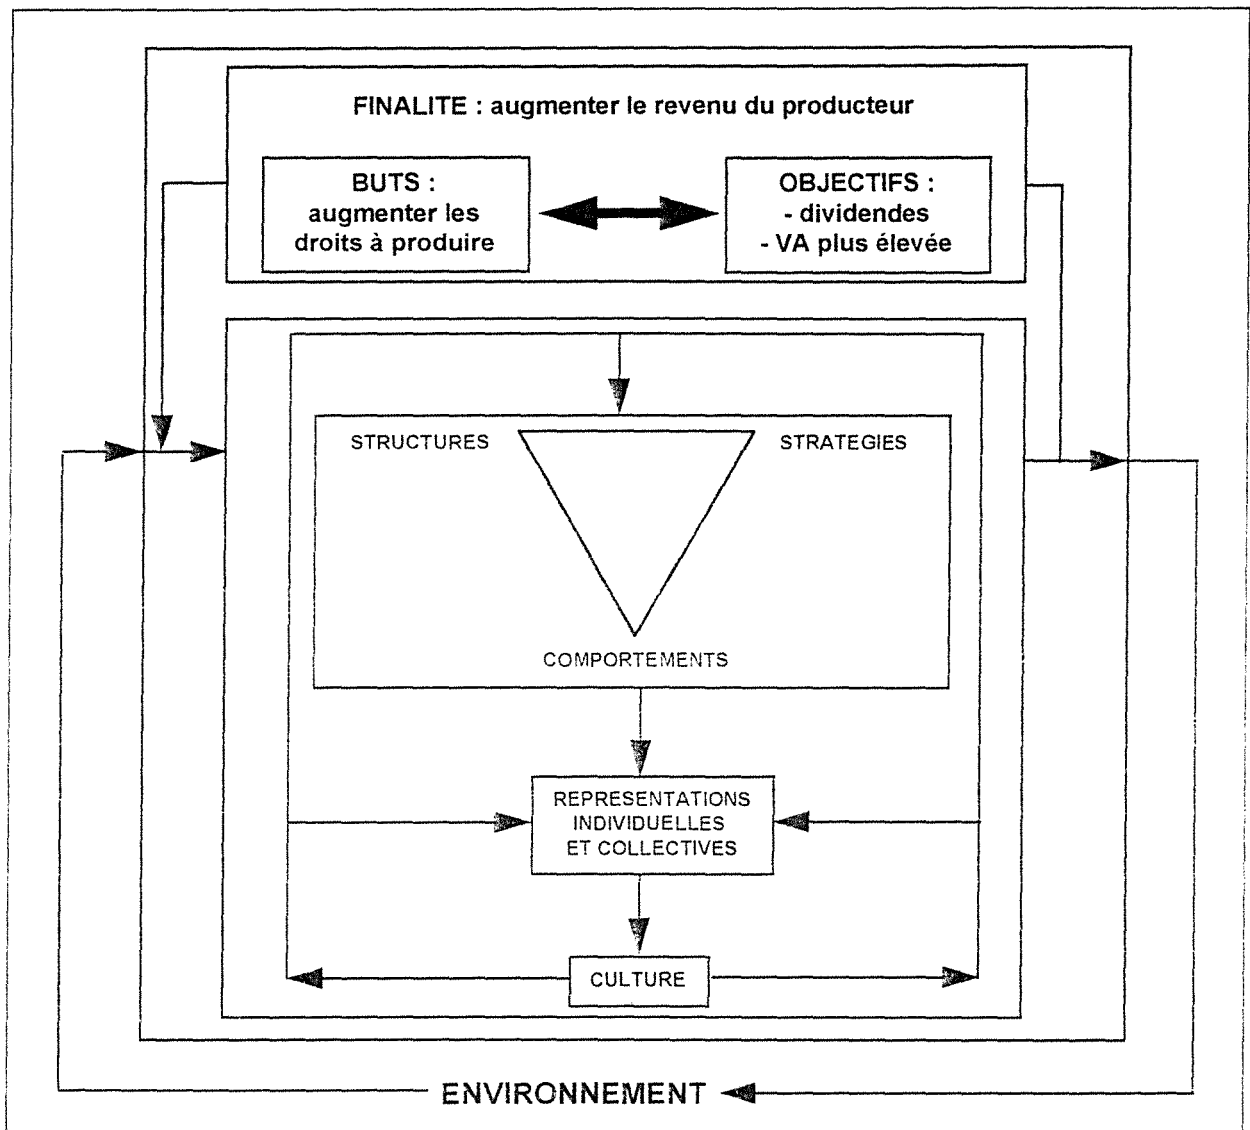 FINALITE : augmenter le revenu du producteur
BUTS :
augmenter les
droits à produire
OBJECTIFS :
- dividendes
- VA plus élevée
STRUCTURES
STRATEGIES
COMPORTEMENTS
REPRESENTATIONS
INDIVIDUELLES
ET COLLECTIVES
CULTURE
ENVIRONNEMENT